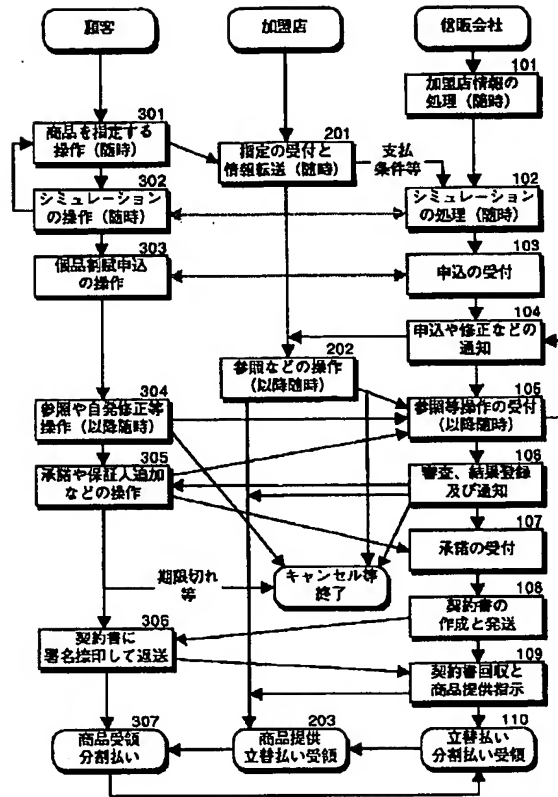 顧客
加盟店
信販会社
101
加盟店情報の
処理（随時）
301
商品を指定する
操作（随時）
201
指定の受付と
情報転送（随時）
支払
条件等
302
シミュレーション
の操作（随時）
102
シミュレーション
の処理（随時）
303
個品割賦申込
の操作
103
申込の受付
104
申込や修正などの
通知
202
参照などの操作
（以降随時）
304
参照や自発修正等
操作（以降随時）
105
参照等操作の受付
（以降随時）
305
承諾や保証人追加
などの操作
106
審査、結果登録
及び通知
107
承諾の受付
期限切れ
等
キャンセル等
終了
108
契約書の
作成と発送
306
契約書に
署名捺印して返送
109
契約書回収と
商品提供指示
307
商品受領
分割払い
203
商品提供
立替払い受領
110
立替払い
分割払い受領